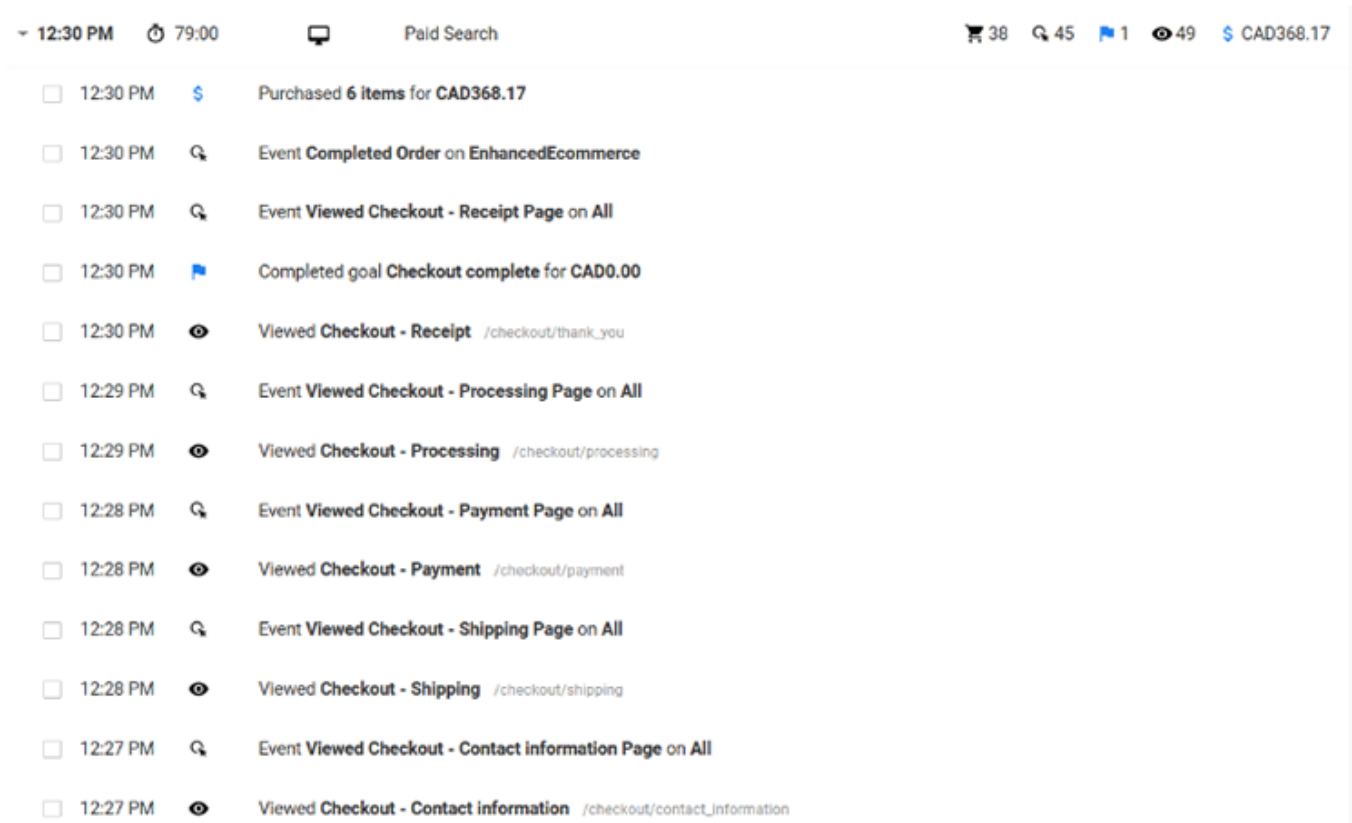 12:30 PM 79:00 Paid Search 38 45 1 49 $ CAD368.17
12:30 PM $ Purchased 6 items for CAD368.17
12:30 PM Event Completed Order on EnhancedEcommerce
12:30 PM Event Viewed Checkout - Receipt Page on All
12:30 PM Completed goal Checkout complete for CAD0.00
12:30 PM Viewed Checkout - Receipt /checkout/thank_you
12:29 PM Event Viewed Checkout - Processing Page on All
12:29 PM Viewed Checkout - Processing /checkout/processing
12:28 PM Event Viewed Checkout - Payment Page on All
12:28 PM Viewed Checkout - Payment /checkout/payment
12:28 PM Event Viewed Checkout - Shipping Page on All
12:28 PM Viewed Checkout - Shipping /checkout/shipping
12:27 PM Event Viewed Checkout - Contact information Page on All
12:27 PM Viewed Checkout - Contact information /checkout/contact_information